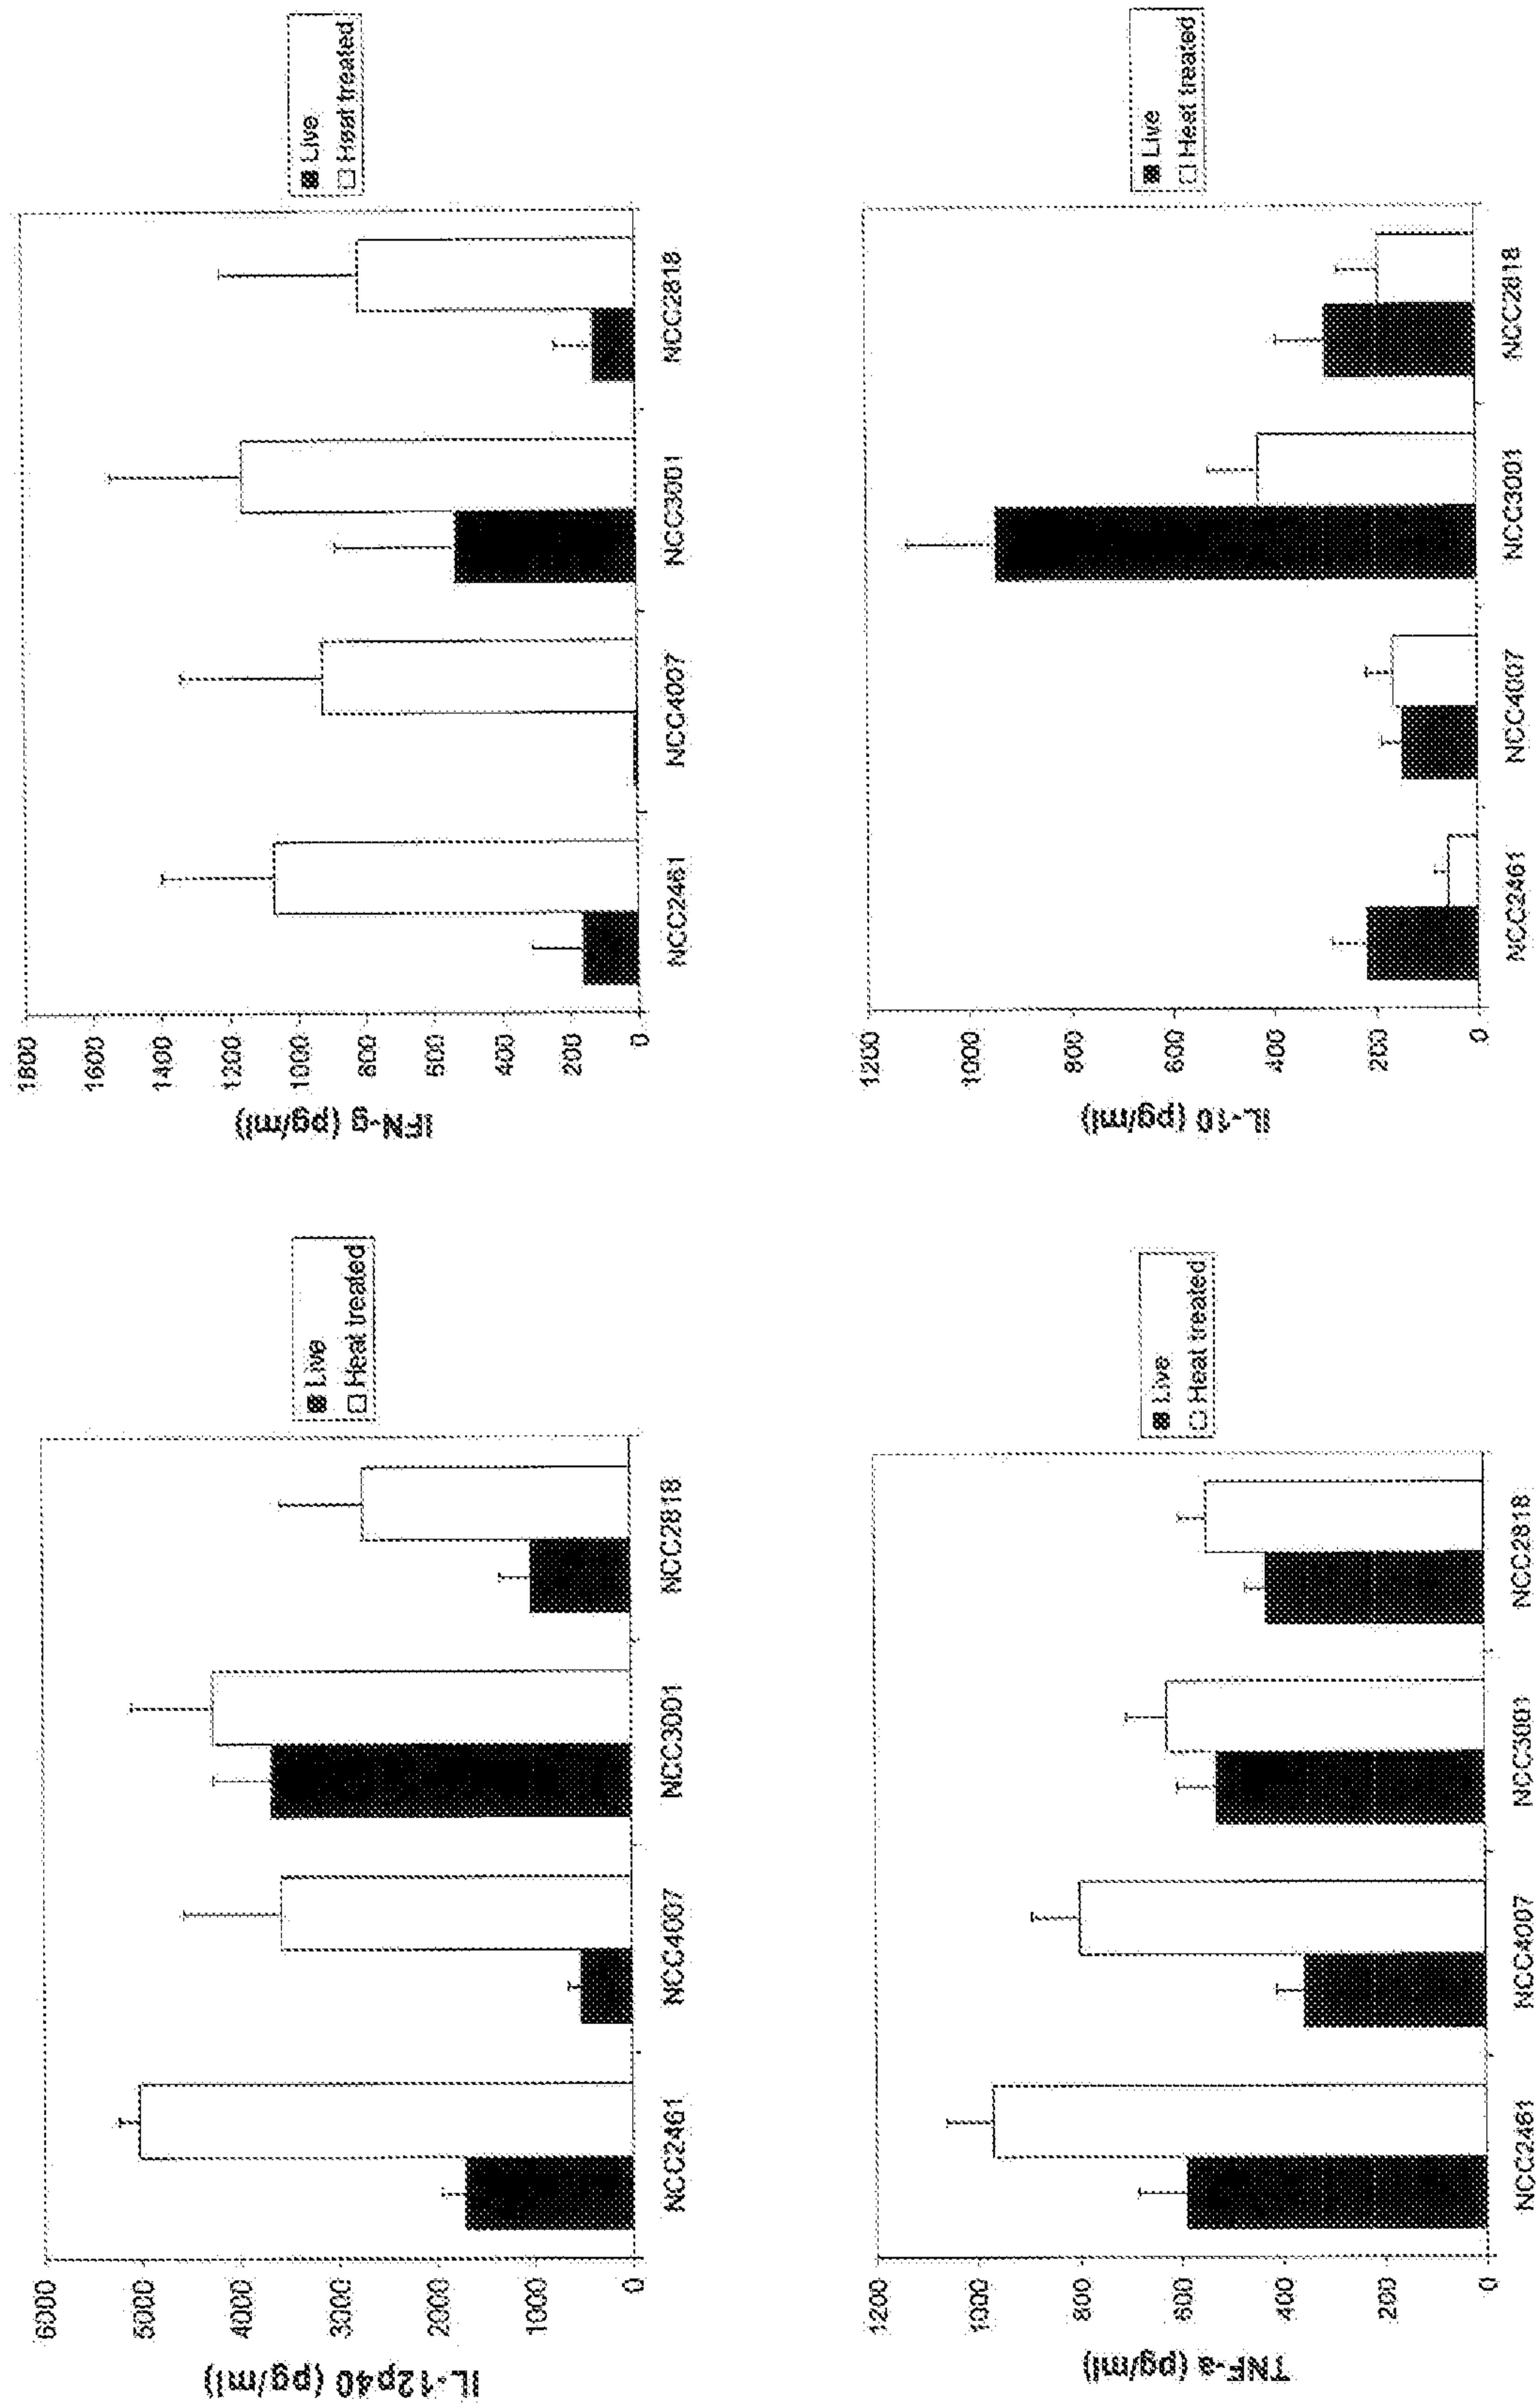 IL-12p40 (pg/ml)
6000
5000
4000
3000
2000
1000
0
NCC2461
NCC4007
NCC3001
NCC2818
Live
Heat treated
IFN-g (pg/ml)
1800
1600
1400
1200
1000
800
600
400
200
0
NCC2461
NCC4007
NCC3001
NCC2818
Live
Heat treated
TNF-a (pg/ml)
1200
1000
800
600
400
200
0
NCC2461
NCC4007
NCC3001
NCC2818
Live
Heat treated
IL-10 (pg/ml)
1200
1000
800
600
400
200
0
NCC2461
NCC4007
NCC3001
NCC2818
Live
Heat treated